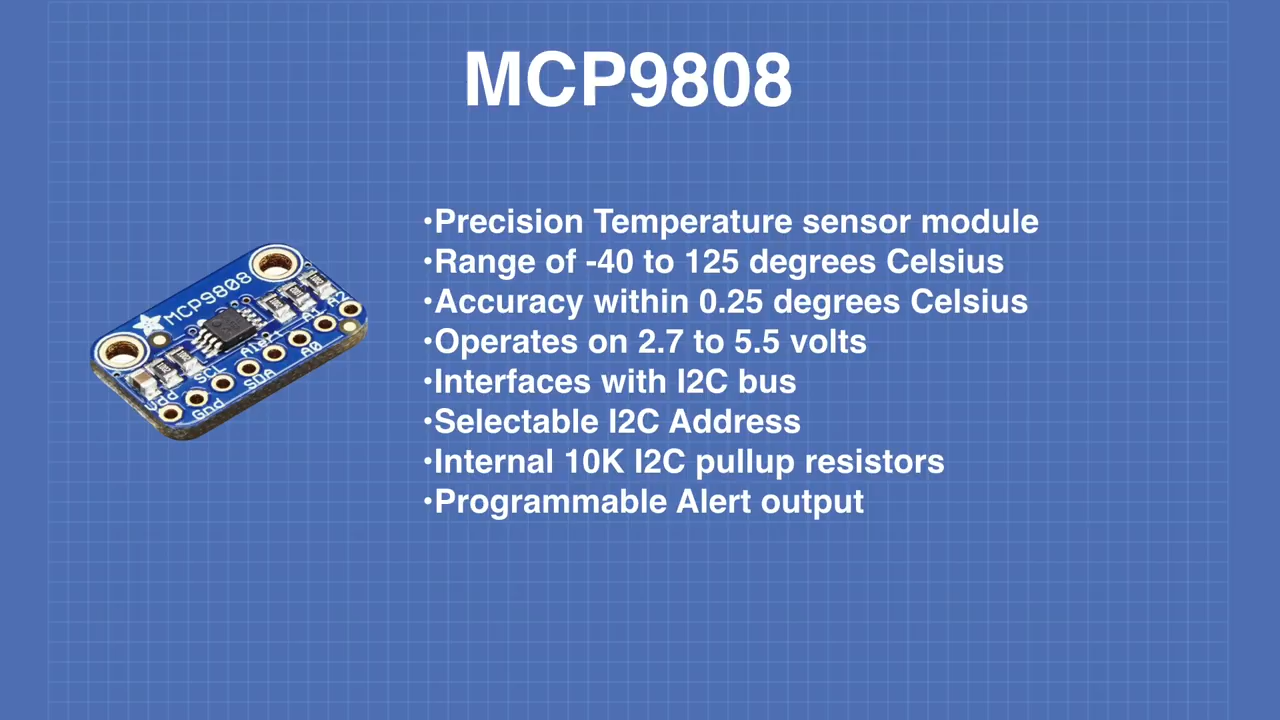 MCP9808
•Precision Temperature sensor module
•Range of -40 to 125 degrees Celsius
•Accuracy within 0.25 degrees Celsius
•Operates on 2.7 to 5.5 volts
•Interfaces with I2C bus
•Selectable I2C Address
•Internal 10K I2C pullup resistors
•Programmable Alert output
MCP9808
Vdd
Gnd
SCL
SDA
Alert
A0
A1
A2